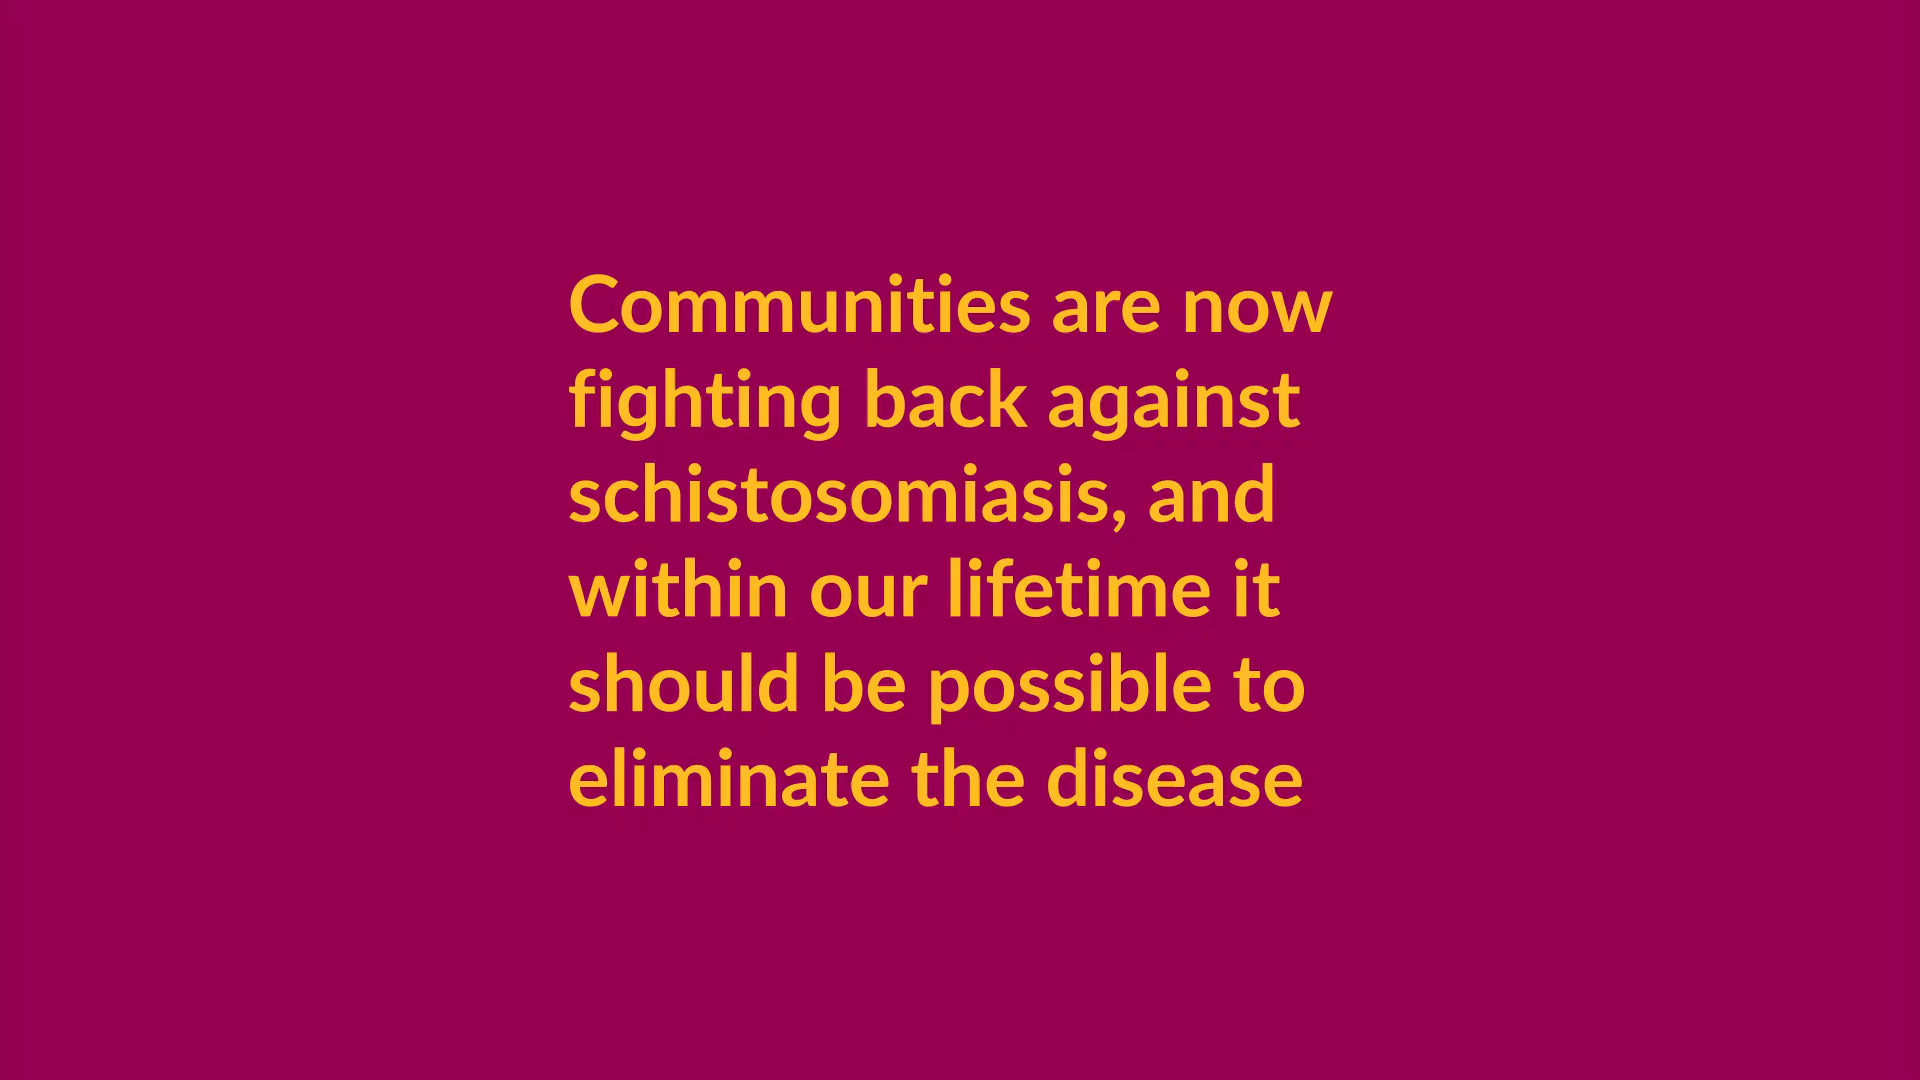 Communities are now
fighting back against
schistosomiasis, and
within our lifetime it
should be possible to
eliminate the disease